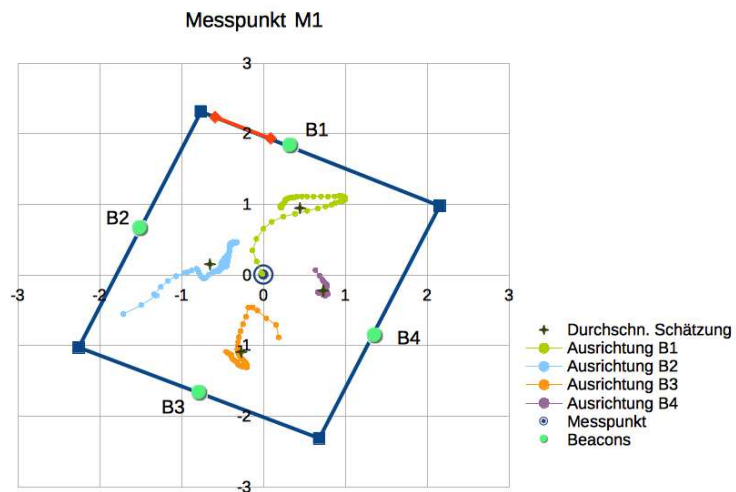 Messpunkt M1
3
B1
2
B2
1
0
-3
-2
-1
0
1
2
3
B4
-1
B3
-2
-3
Durchschn. Schätzung
Ausrichtung B1
Ausrichtung B2
Ausrichtung B3
Ausrichtung B4
Messpunkt
Beacons